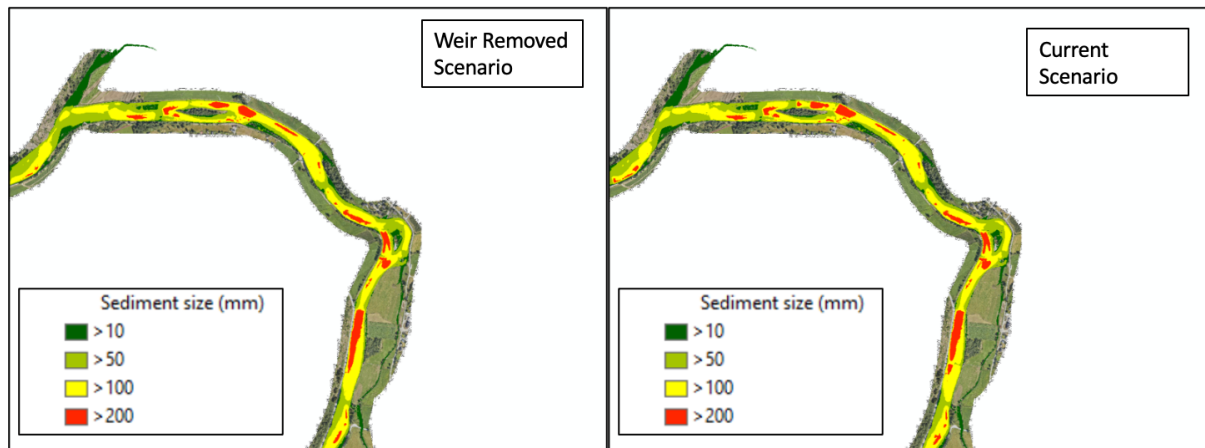 Weir Removed
Scenario
Sediment size (mm)
>10
>50
>100
>200
Current
Scenario
Sediment size (mm)
>10
>50
>100
>200